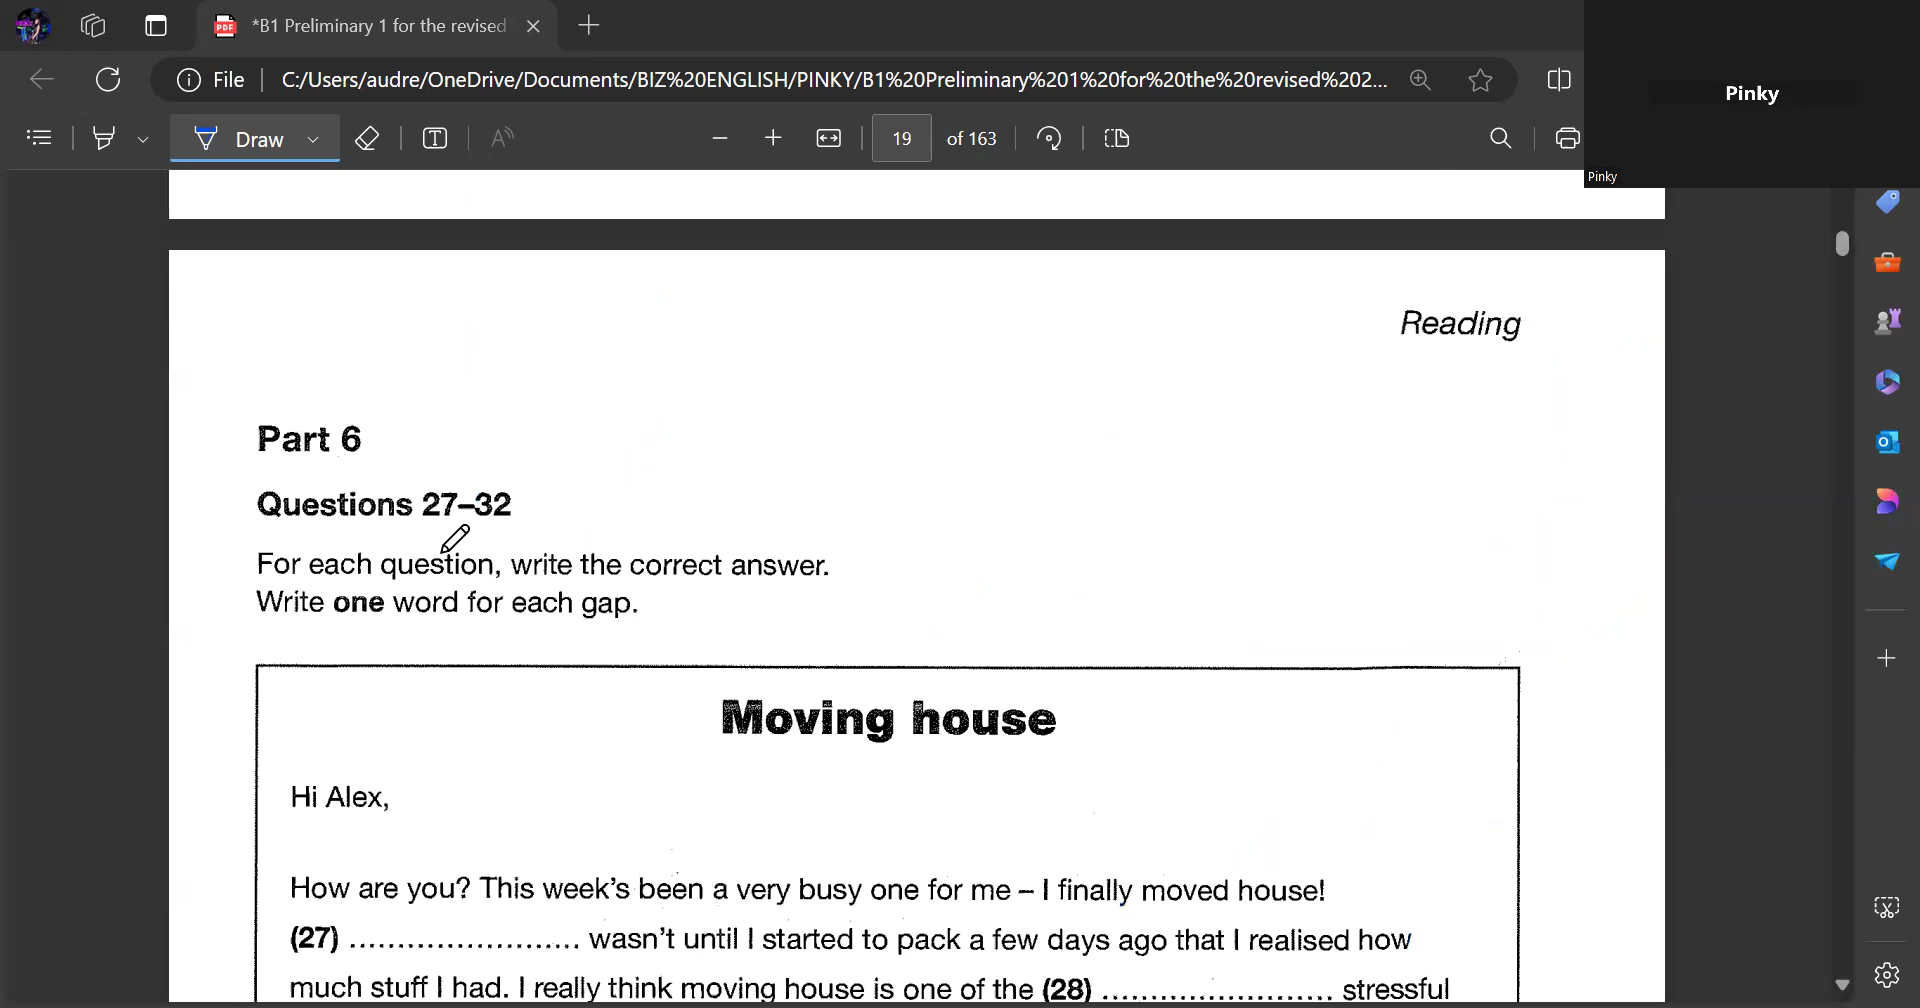 *B1 Preliminary 1 for the revised
File
C:/Users/audre/OneDrive/Documents/BIZ%20ENGLISH/PINKY/B1%20Preliminary%201%20for%20the%20revised%202...
Pinky
Draw
19 of 163
Pinky
Reading
Part 6
Questions 27–32
For each question, write the correct answer.
Write one word for each gap.
Moving house
Hi Alex,
How are you? This week's been a very busy one for me – I finally moved house!
(27) ........................ wasn't until I started to pack a few days ago that I realised how
much stuff I had. I really think moving house is one of the (28) ........................ stressful